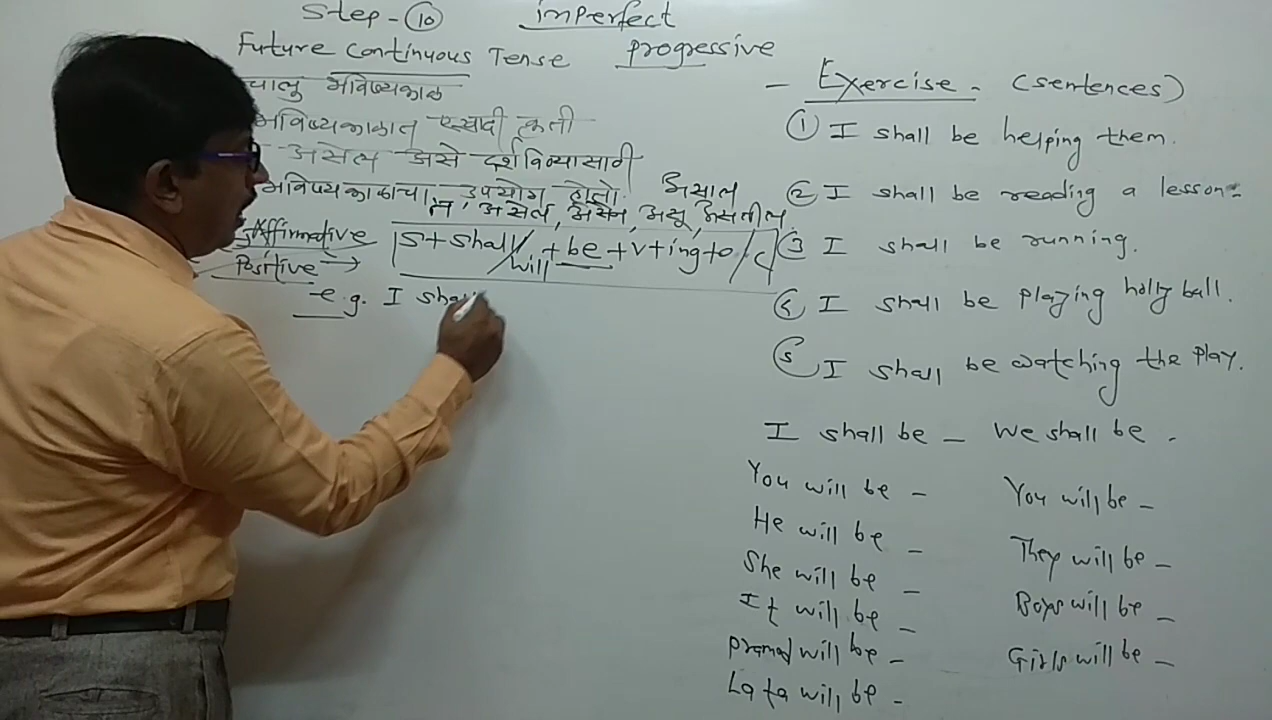 Step - 10 imperfect
Future Continuous Tense progressive
चालु भविष्यकाळ
भविष्यकाळात एखादी कृती
असेल असे दर्शविण्यासाठी
भविष्यकाळाचा उपयोग होतो.
असाल
त, असेल, असेन, असू, असतील,
Affirmative
Positive → S+shall/will + be + v+ing+o/c
e.g. I shal
- Exercise - (sentences)
① I shall be helping them.
② I shall be reading a lesson.
③ I shall be running.
④ I shall be playing holly ball.
⑤ I shall be watching the play.
I shall be - We shall be -
You will be - You will be -
He will be - They will be -
She will be - Boys will be -
It will be - Girls will be -
Pramod will be -
Lata will be -